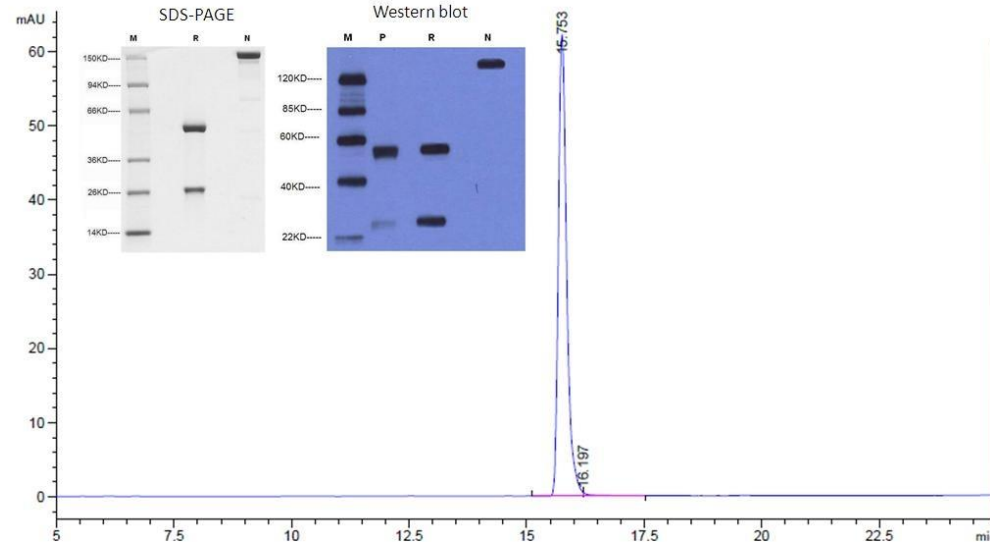 mAU
SDS-PAGE
Western blot
M R N
M P R N
150KD----
94KD----
66KD----
36KD----
26KD----
14KD----
120KD-----
85KD-----
60KD----
40KD----
22KD-----
15.753
16.197
60
50
40
30
20
10
0
5 7.5 10 12.5 15 17.5 20 22.5 mi